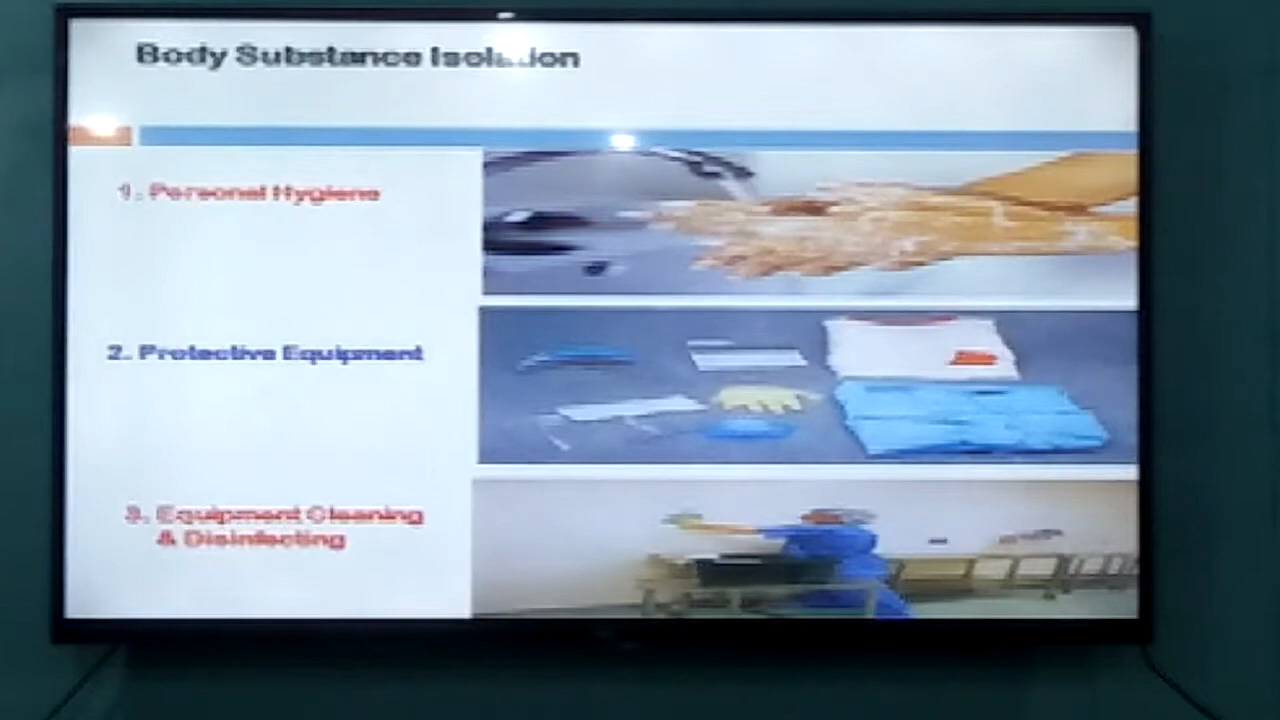 Body Substance Isolation
1. Personal Hygiene
2. Protective Equipment
3. Equipment Cleaning
& Disinfecting